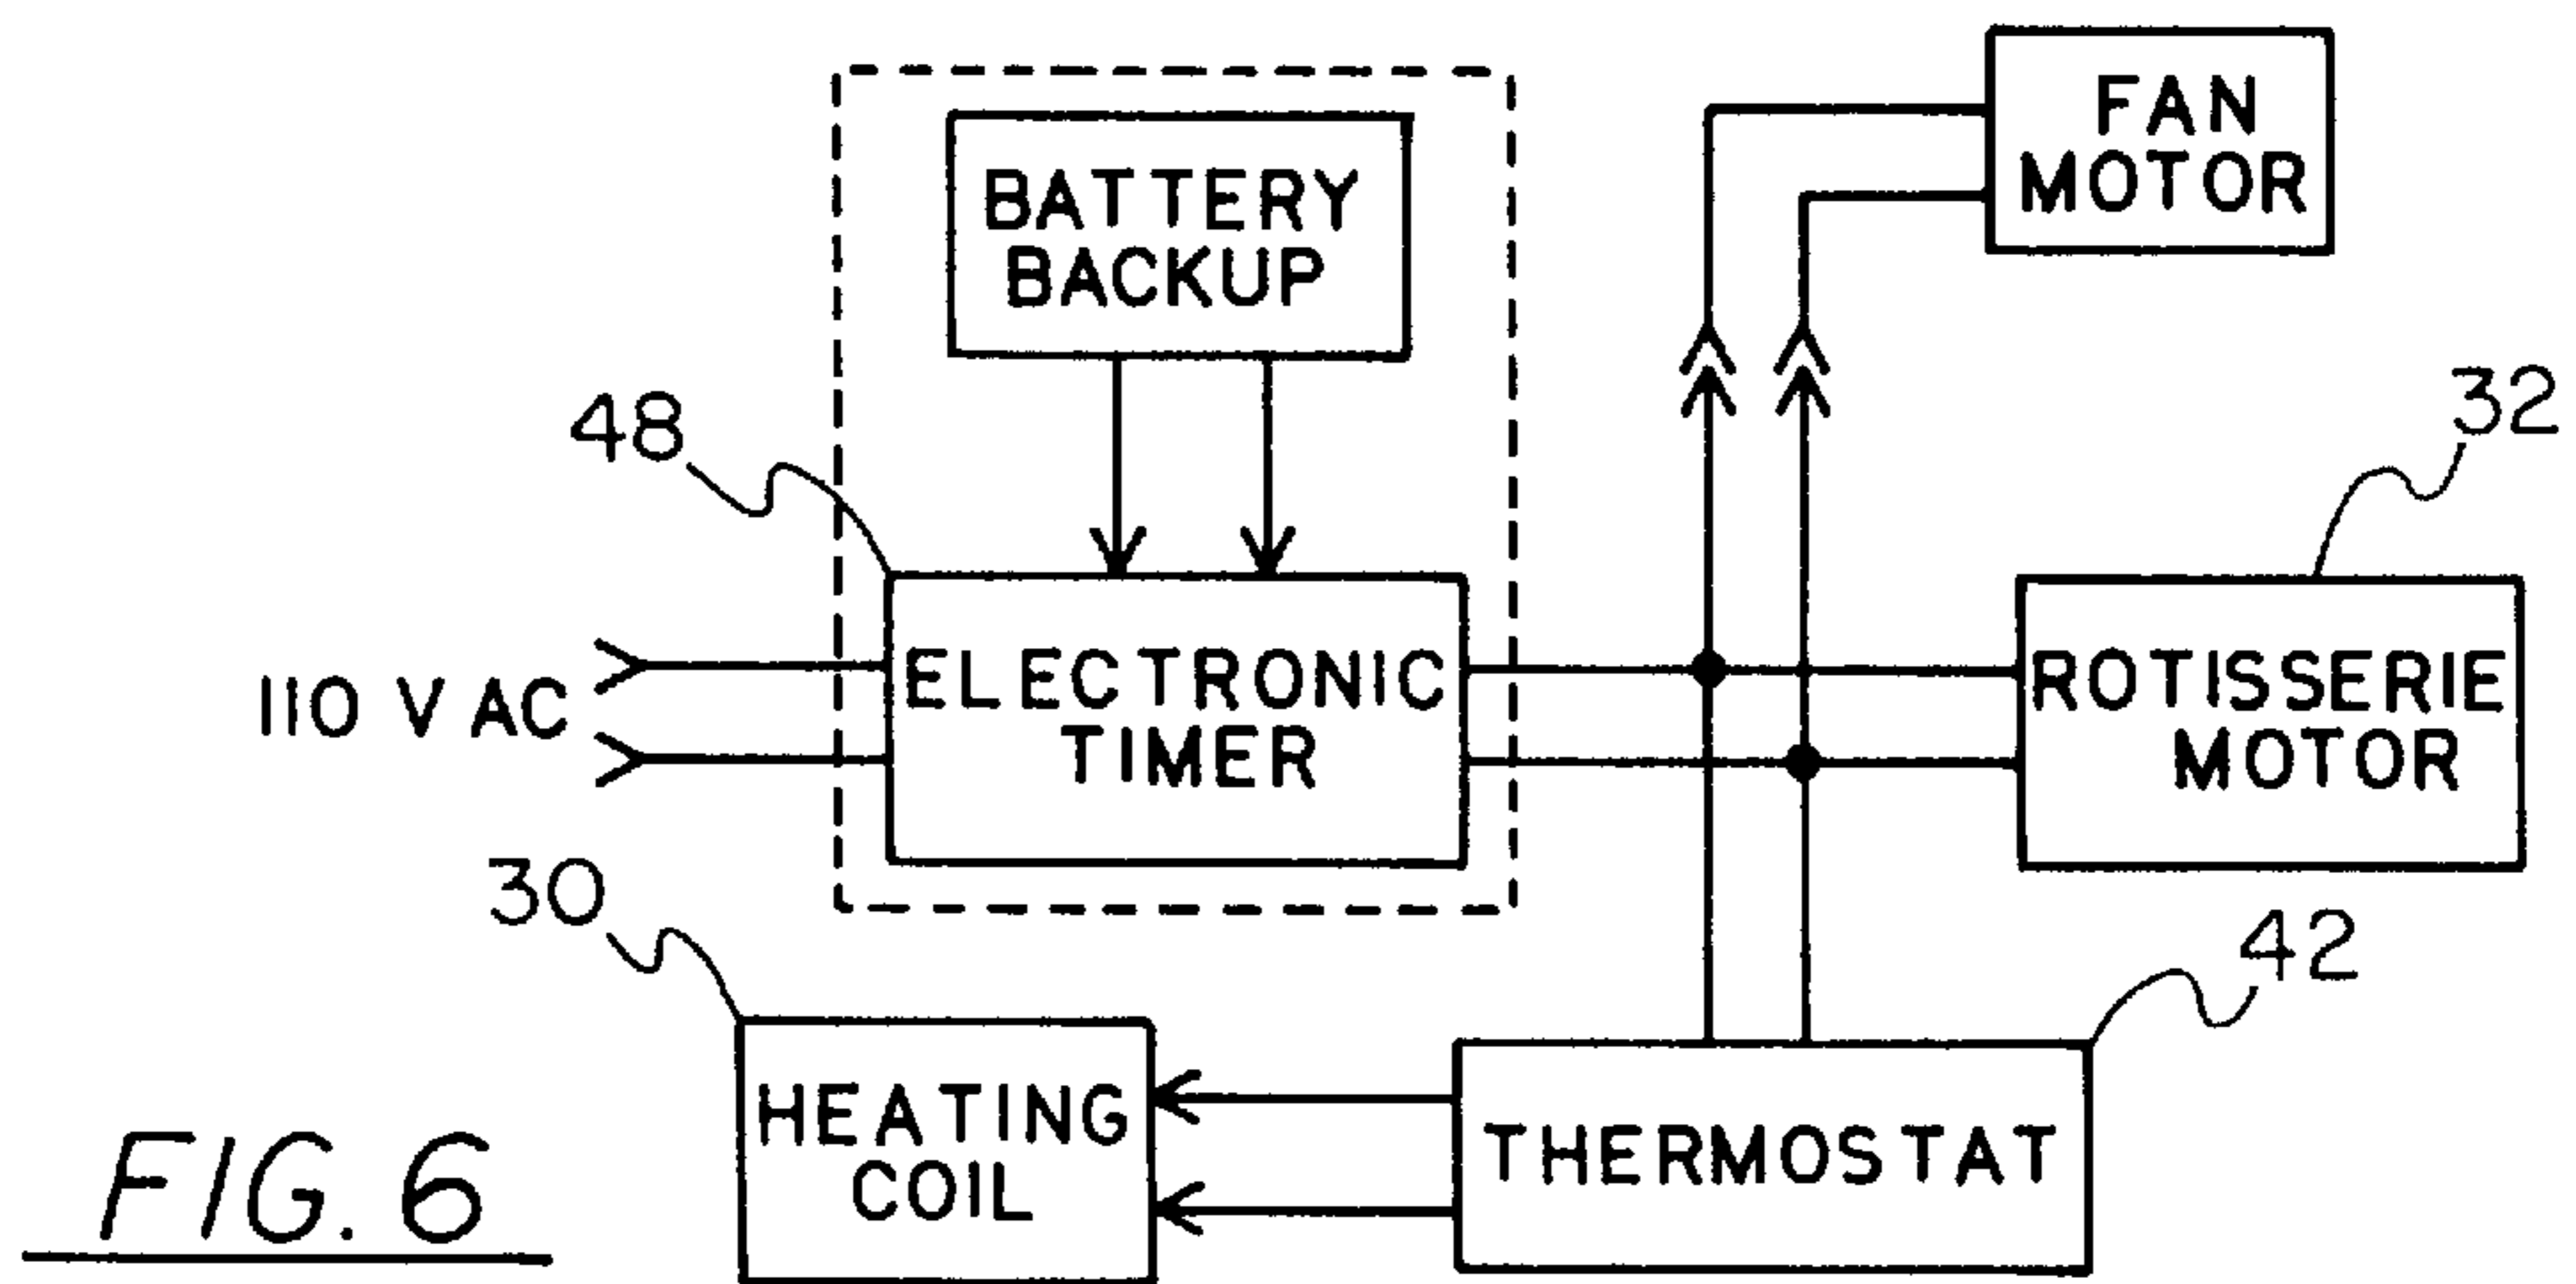 FAN
MOTOR
BATTERY
BACKUP
48
32
110 V AC
ELECTRONIC
TIMER
ROTISSERIE
MOTOR
30
42
HEATING
COIL
THERMOSTAT
FIG. 6